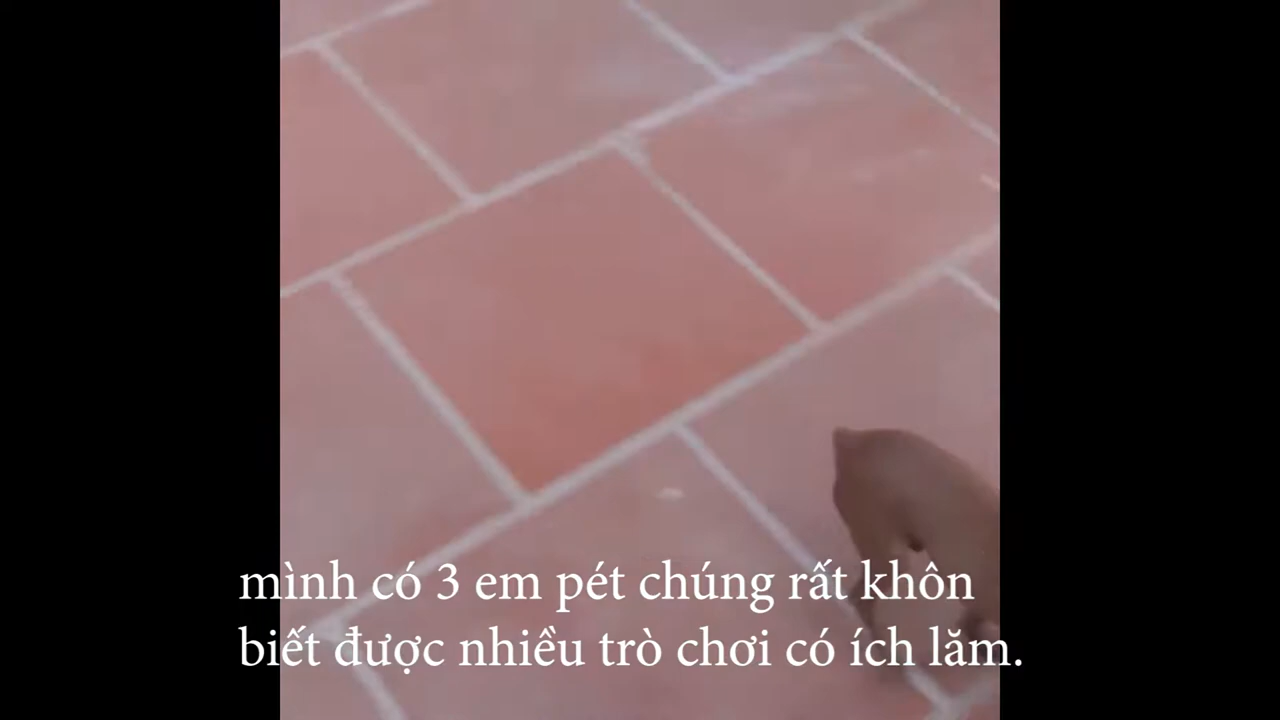 mình có 3 em pét chúng rất khôn
biết được nhiều trò chơi có ích lăm.